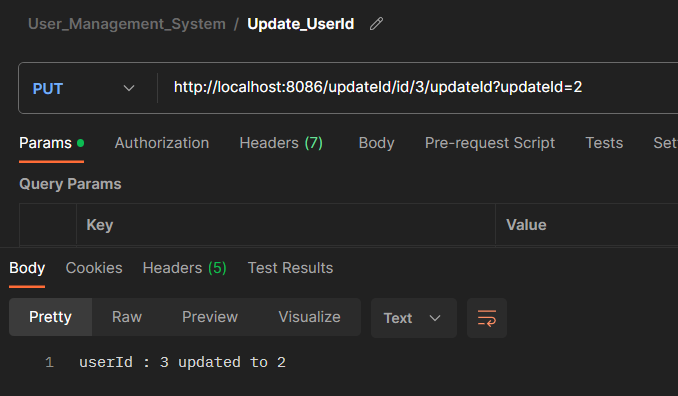 User_Management_System / Update_UserId
PUT http://localhost:8086/updateId/id/3/updateId?updateId=2
Params Authorization Headers (7) Body Pre-request Script Tests Set
Query Params
Key Value
Body Cookies Headers (5) Test Results
Pretty Raw Preview Visualize Text
1 userId : 3 updated to 2